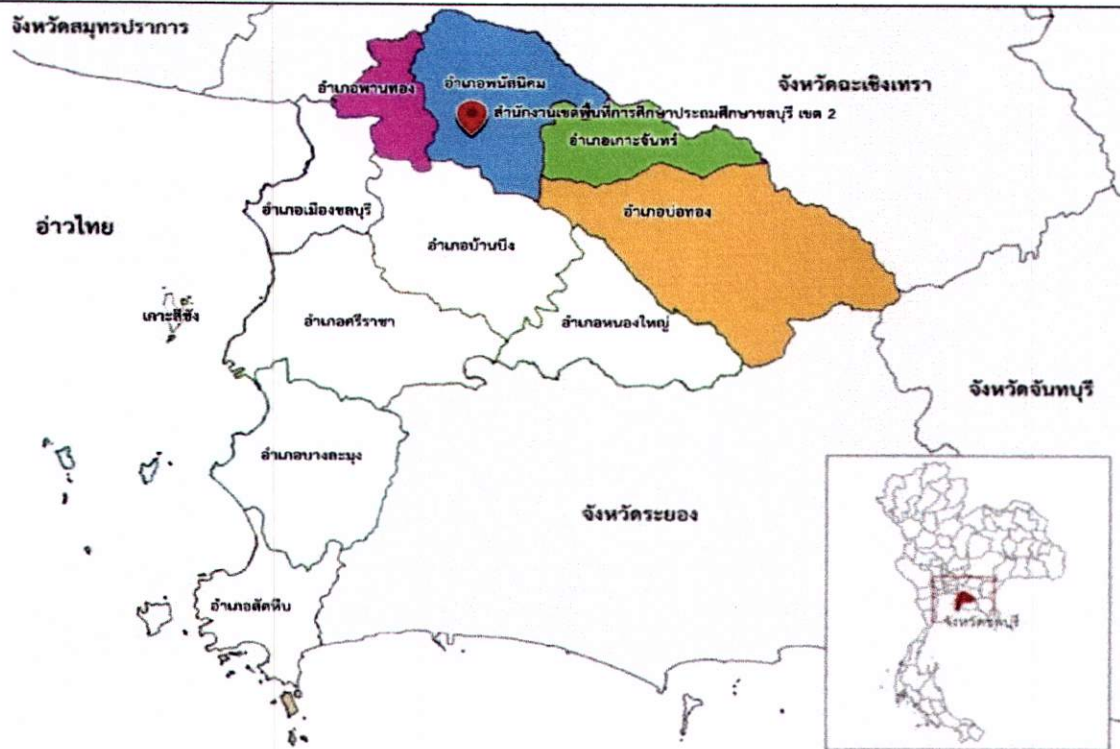 จังหวัดสมุทรปราการ
อำเภอพานทอง
อำเภอพนัสนิคม
จังหวัดฉะเชิงเทรา
สำนักงานเขตพื้นที่การศึกษาประถมศึกษาชลบุรี เขต 2
อำเภอเกาะจันทร์
อ่าวไทย
อำเภอเมืองชลบุรี
อำเภอบ่อทอง
อำเภอบ้านบึง
เกาะสีชัง
อำเภอศรีราชา
อำเภอหนองใหญ่
จังหวัดจันทบุรี
อำเภอบางละมุง
จังหวัดระยอง
อำเภอสัตหีบ
จังหวัดชลบุรี